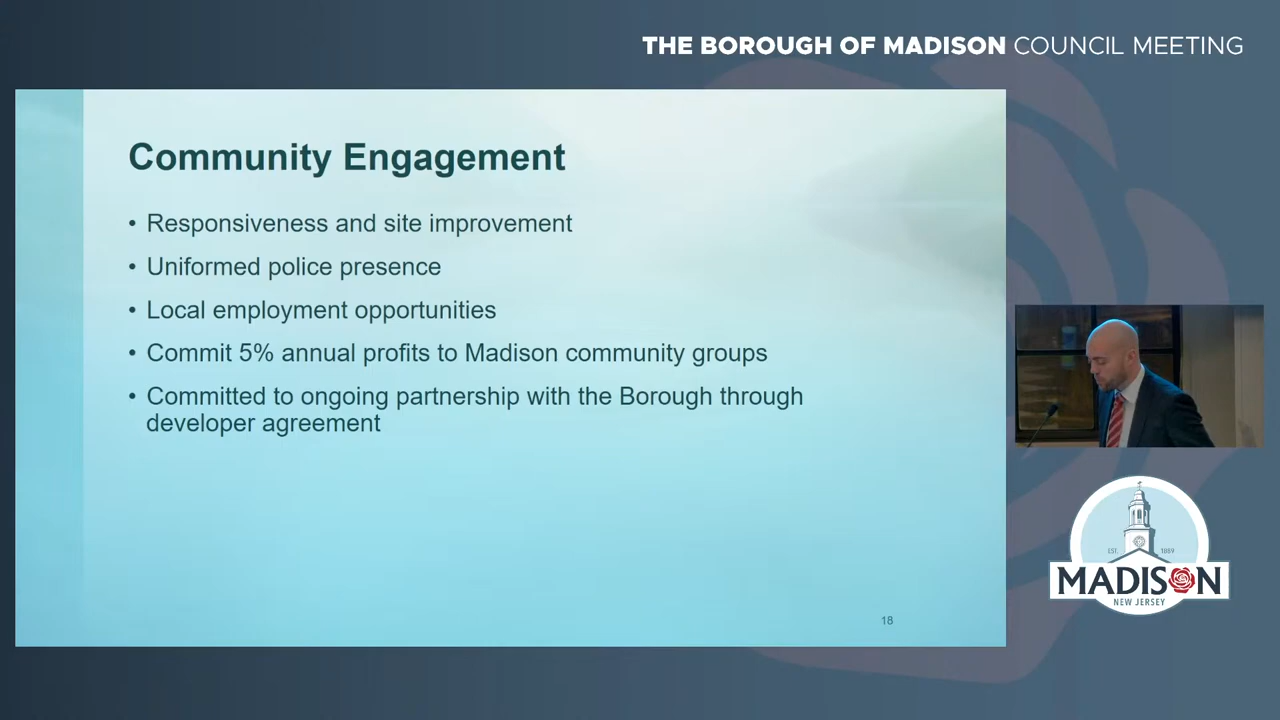 THE BOROUGH OF MADISON COUNCIL MEETING
Community Engagement
• Responsiveness and site improvement
• Uniformed police presence
• Local employment opportunities
• Commit 5% annual profits to Madison community groups
• Committed to ongoing partnership with the Borough through
developer agreement
18
EST. 1889
MADISON
NEW JERSEY